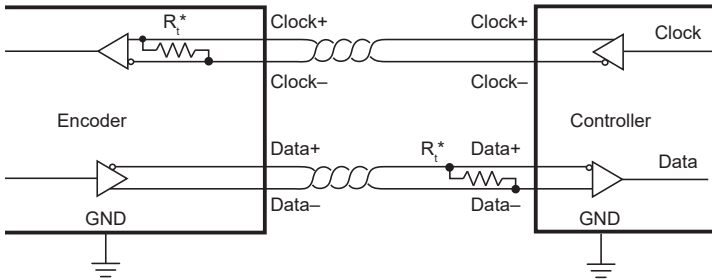 Rt*
Clock+
Clock+
Clock
Clock–
Clock–
Encoder
Controller
Data+
Rt*
Data+
Data
Data–
Data–
GND
GND